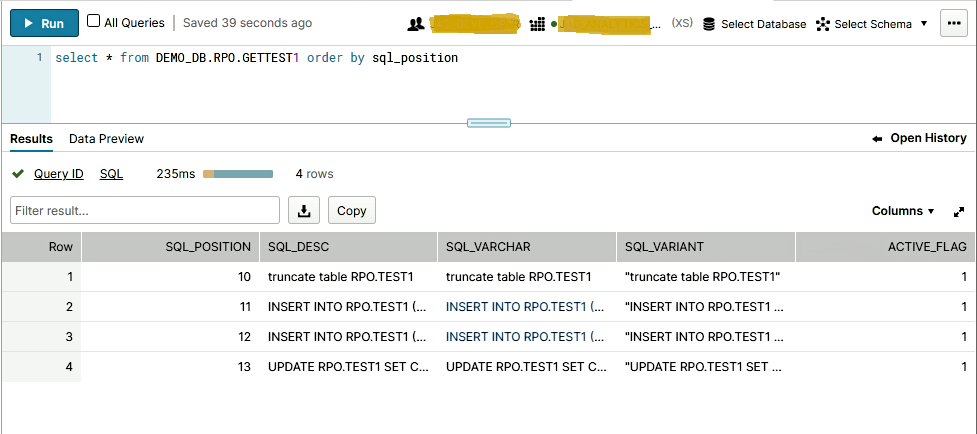 Run All Queries Saved 39 seconds ago (XS) Select Database Select Schema
1 select * from DEMO_DB.RPO.GETTEST1 order by sql_position
Results Data Preview Open History
Query ID SQL 235ms 4 rows
Filter result... Copy Columns
Row SQL_POSITION SQL_DESC SQL_VARCHAR SQL_VARIANT ACTIVE_FLAG
1 10 truncate table RPO.TEST1 truncate table RPO.TEST1 "truncate table RPO.TEST1" 1
2 11 INSERT INTO RPO.TEST1 (... INSERT INTO RPO.TEST1 (... "INSERT INTO RPO.TEST1 ... 1
3 12 INSERT INTO RPO.TEST1 (... INSERT INTO RPO.TEST1 (... "INSERT INTO RPO.TEST1 ... 1
4 13 UPDATE RPO.TEST1 SET C... UPDATE RPO.TEST1 SET C... "UPDATE RPO.TEST1 SET ... 1